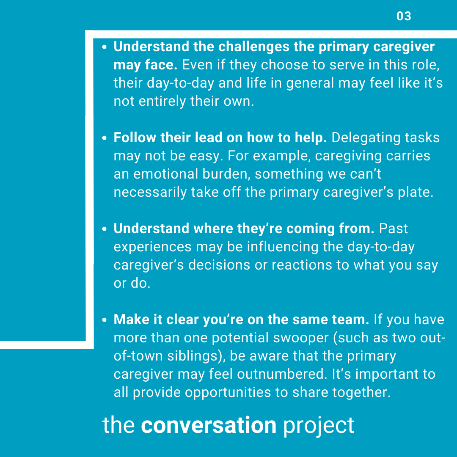 03
• Understand the challenges the primary caregiver
may face. Even if they choose to serve in this role,
their day-to-day and life in general may feel like it's
not entirely their own.
• Follow their lead on how to help. Delegating tasks
may not be easy. For example, caregiving carries
an emotional burden, something we can't
necessarily take off the primary caregiver's plate.
• Understand where they're coming from. Past
experiences may be influencing the day-to-day
caregiver's decisions or reactions to what you say
or do.
• Make it clear you're on the same team. If you have
more than one potential swooper (such as two out-
of-town siblings), be aware that the primary
caregiver may feel outnumbered. It's important to
all provide opportunities to share together.
the conversation project